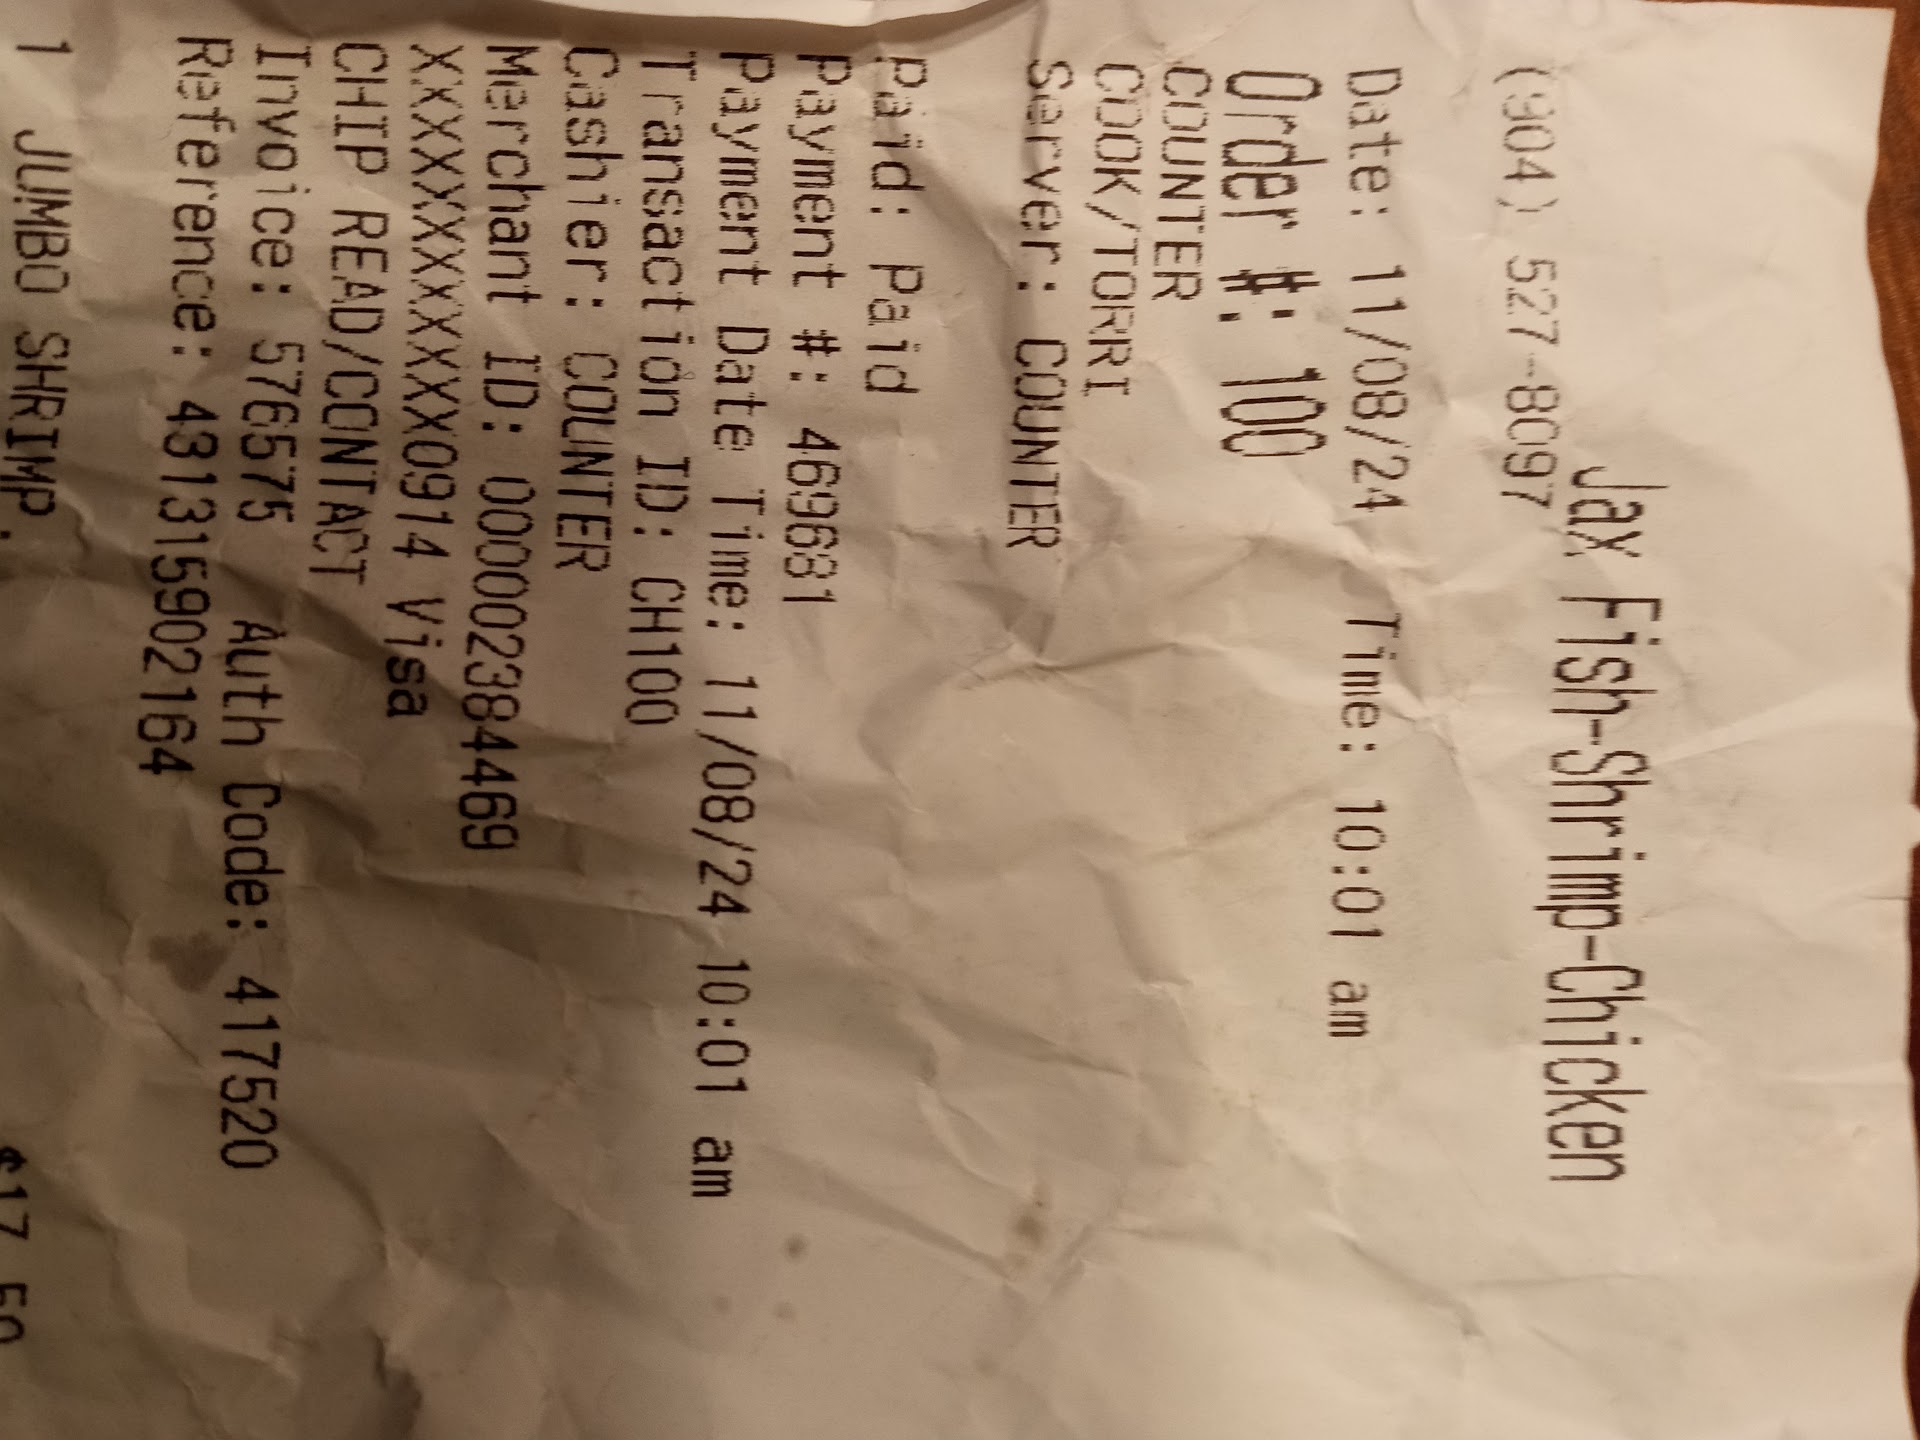 Jax Fish-Shrimp-Chicken
(904) 527-8097
Date: 11/08/24 Time: 10:01 am
Order #: 100
COUNTER
COOK/TORRI
Server: COUNTER
Paid: Paid
Payment #: 469681
Payment Date Time: 11/08/24 10:01 am
Transaction ID: CH100
Cashier: COUNTER
Merchant ID: 000002384469
XXXXXXXXXXXX0914 Visa
CHIP READ/CONTACT
Invoice: 576575 Auth Code: 417520
Reference: 431315902164
1 JUMBO SHRIMP. $17.50